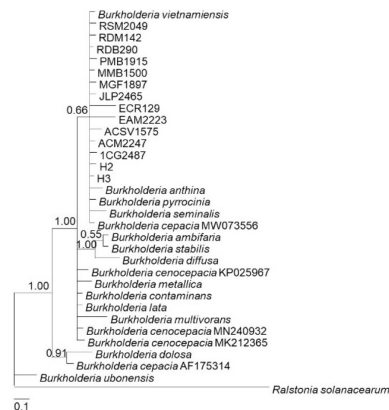 Burkholderia vietnamiensis
RSM2049
RDM142
RDB290
PMB1915
MMB1500
MGF1897
JLP2465
0.66
ECR129
EAM2223
ACSV1575
ACM2247
1CG2487
H2
H3
Burkholderia anthina
Burkholderia pyrrocinia
Burkholderia seminalis
Burkholderia cepacia MW073556
1.00
0.55
Burkholderia ambifaria
1.00
Burkholderia stabilis
Burkholderia diffusa
Burkholderia cenocepacia KP025967
1.00
Burkholderia metallica
Burkholderia contaminans
Burkholderia lata
Burkholderia multivorans
Burkholderia cenocepacia MN240932
Burkholderia cenocepacia MK212365
0.91
Burkholderia dolosa
Burkholderia cepacia AF175314
Burkholderia ubonensis
Ralstonia solanacearum
0.1